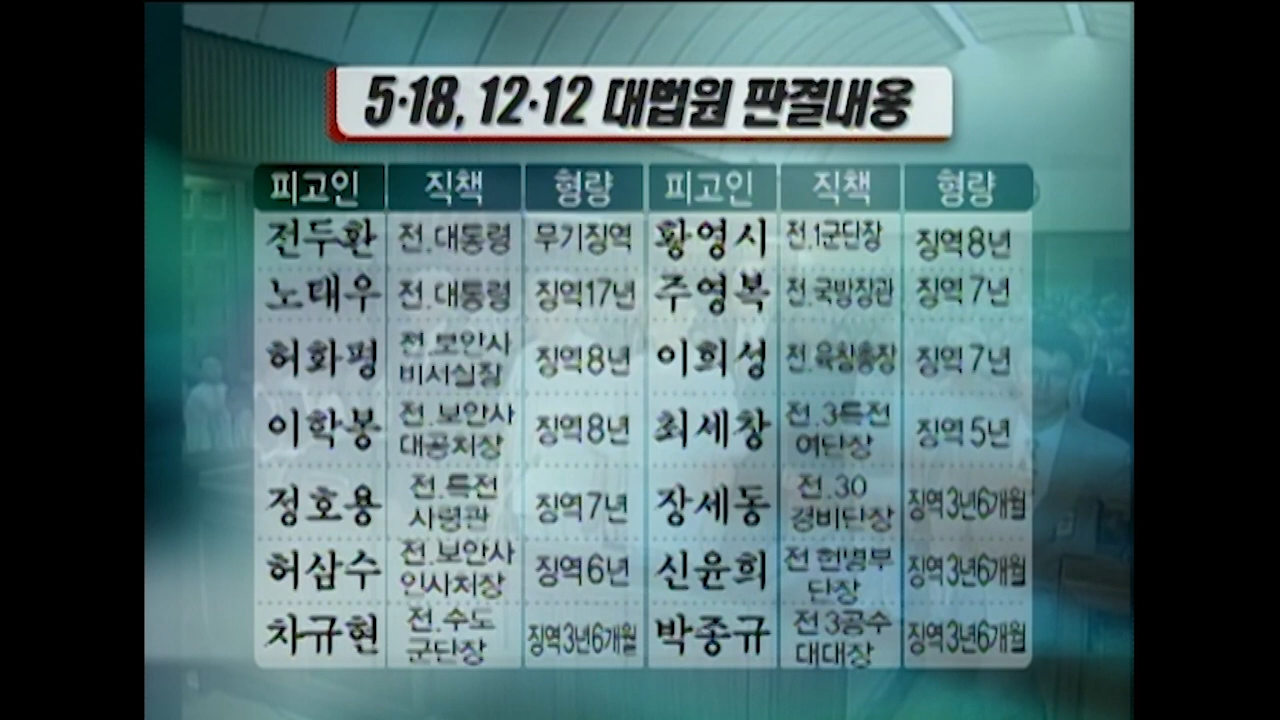 5·18, 12·12 대법원 판결내용
피고인 직책 형량 피고인 직책 형량
전두환 전.대통령 무기징역 황영시 전.1군단장 징역8년
노태우 전.대통령 징역17년 주영복 전.국방장관 징역 7년
허화평 전.보안사 비서실장 징역8년 이희성 전.육참총장 징역 7년
이학봉 전.보안사 대공처장 징역8년 최세창 전.3특전 여단장 징역 5년
정호용 전.특전 사령관 징역7년 장세동 전.30 경비단장 징역3년6개월
허삼수 전.보안사 인사처장 징역6년 신윤희 전 헌병부 단장 징역3년6개월
차규헌 전.수도 군단장 징역3년6개월 박종규 전 3공수 대대장 징역3년6개월